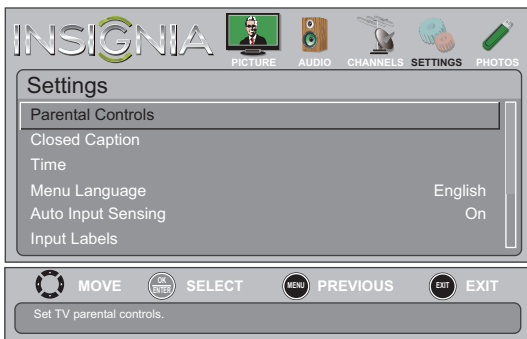 INSIGNIA
PICTURE AUDIO CHANNELS SETTINGS PHOTOS
Settings
Parental Controls
Closed Caption
Time
Menu Language English
Auto Input Sensing On
Input Labels
MOVE OK ENTER SELECT MENU PREVIOUS EXIT EXIT
Set TV parental controls.